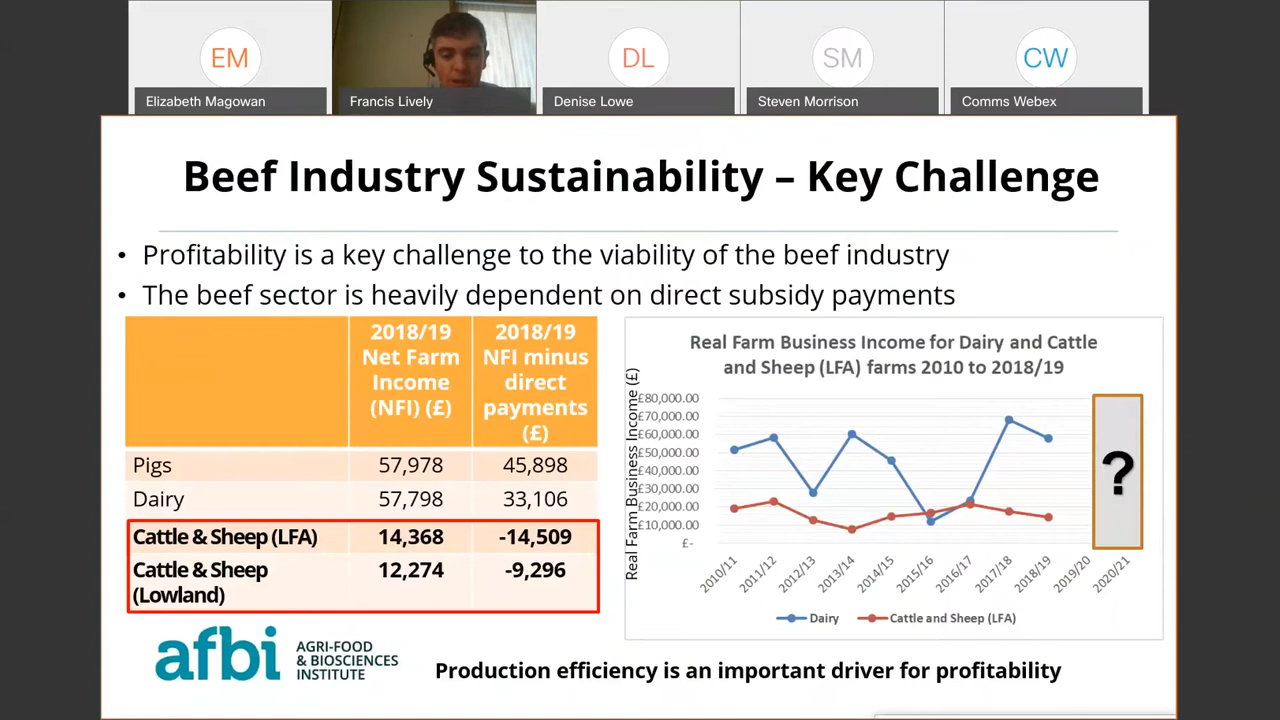 EM
DL
SM
CW
Elizabeth Magowan
Francis Lively
Denise Lowe
Steven Morrison
Comms Webex
Beef Industry Sustainability – Key Challenge
• Profitability is a key challenge to the viability of the beef industry
• The beef sector is heavily dependent on direct subsidy payments
2018/19
Net Farm
Income
(NFI) (£)
2018/19
NFI minus
direct
payments
(£)
Pigs 57,978 45,898
Dairy 57,798 33,106
Cattle & Sheep (LFA) 14,368 -14,509
Cattle & Sheep 12,274 -9,296
(Lowland)
Real Farm Business Income for Dairy and Cattle
and Sheep (LFA) farms 2010 to 2018/19
Real Farm Business Income (£)
£80,000.00
£70,000.00
£60,000.00
£50,000.00
£40,000.00
£30,000.00
£20,000.00
£10,000.00
£-
2010/11
2011/12
2012/13
2013/14
2014/15
2015/16
2016/17
2017/18
2018/19
2019/20
2020/21
?
Dairy
Cattle and Sheep (LFA)
afbi
AGRI-FOOD
& BIOSCIENCES
INSTITUTE
Production efficiency is an important driver for profitability